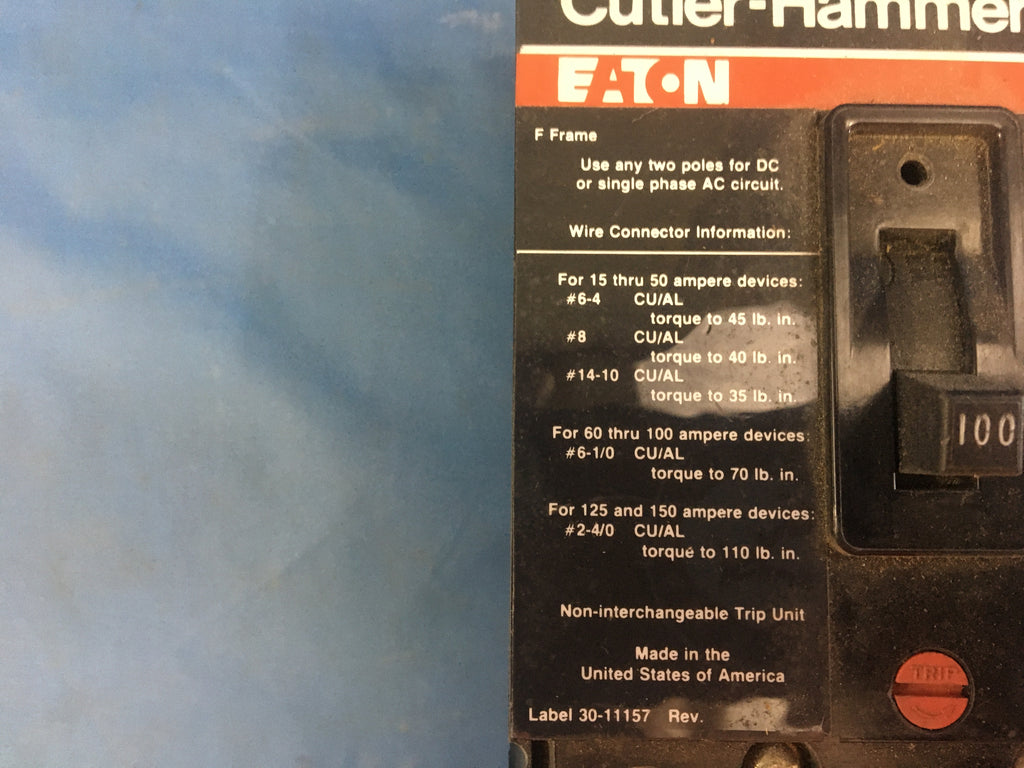 Cutler-Hammer
EATON
F Frame
Use any two poles for DC
or single phase AC circuit.
Wire Connector Information:
For 15 thru 50 ampere devices:
#6-4 CU/AL
torque to 45 lb. in.
#8 CU/AL
torque to 40 lb. in.
#14-10 CU/AL
torque to 35 lb. in.
For 60 thru 100 ampere devices:
#6-1/0 CU/AL
torque to 70 lb. in.
For 125 and 150 ampere devices:
#2-4/0 CU/AL
torque to 110 lb. in.
Non-interchangeable Trip Unit
Made in the
United States of America
Label 30-11157 Rev.
100
TRIP